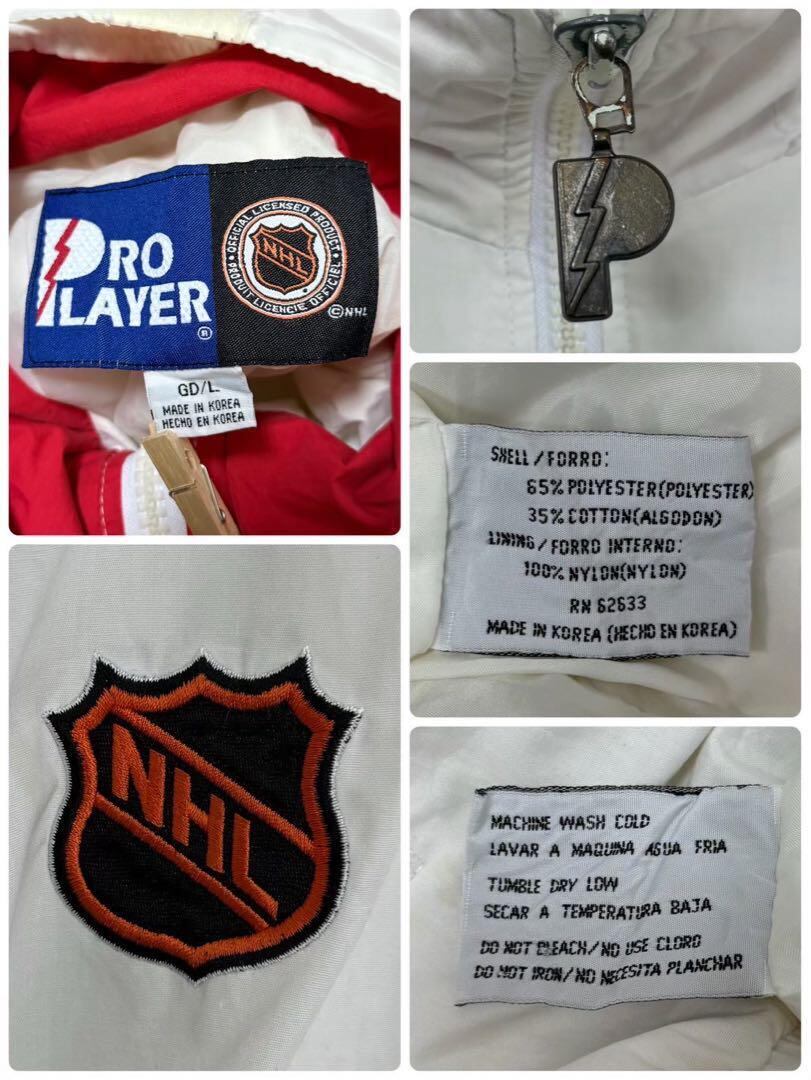 PRO
PLAYER
®
OFFICIAL LICENSED PRODUCT
NHL
PRODUIT LICENCIE OFFICIEL
©NHL
GD/L
MADE IN KOREA
HECHO EN KOREA
P
SHELL/FORRO:
65% POLYESTER(POLYESTER)
35% COTTON(ALGODON)
LINING/FORRO INTERNO:
100% NYLON(NYLON)
RN 62633
MADE IN KOREA (HECHO EN KOREA)
NHL
MACHINE WASH COLD
LAVAR A MAQUINA AGUA FRIA
TUMBLE DRY LOW
SECAR A TEMPERATURA BAJA
DO NOT BLEACH/NO USE CLORO
DO NOT IRON/NO NECESITA PLANCHAR